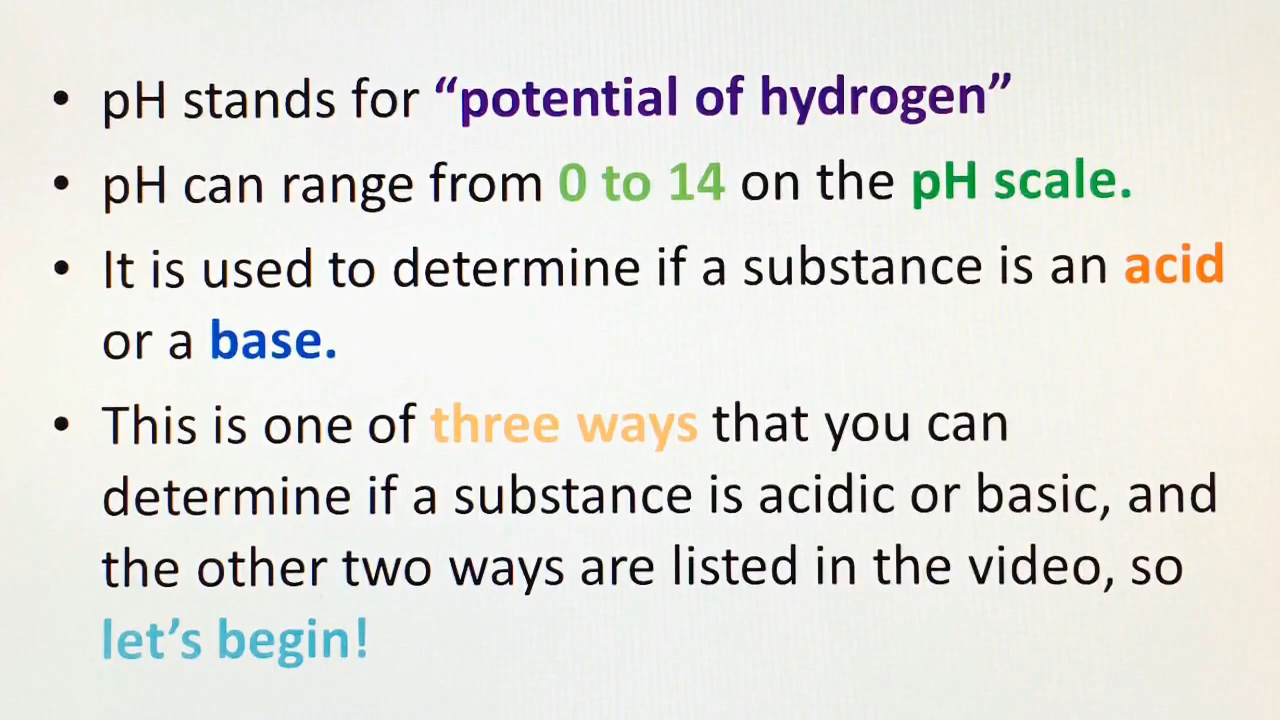 • pH stands for “potential of hydrogen”
• pH can range from 0 to 14 on the pH scale.
• It is used to determine if a substance is an acid
or a base.
• This is one of three ways that you can
determine if a substance is acidic or basic, and
the other two ways are listed in the video, so
let’s begin!